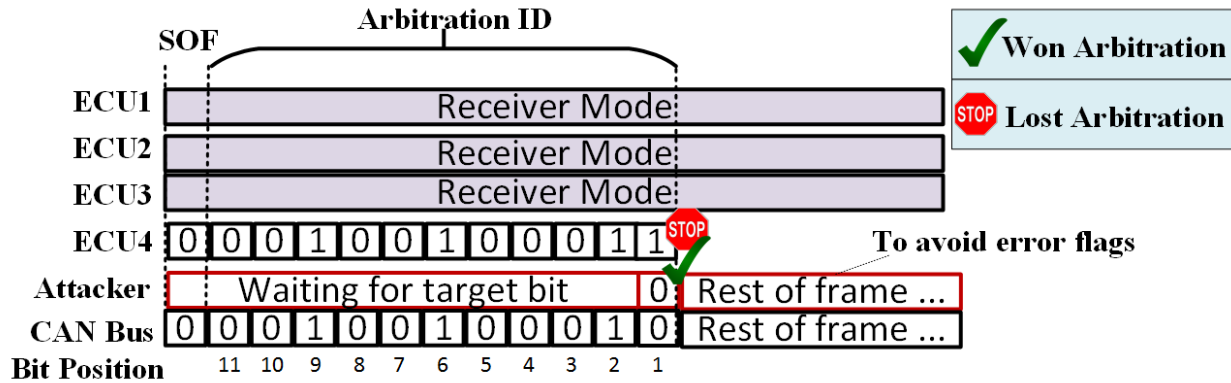 Arbitration ID
SOF
Won Arbitration
STOP Lost Arbitration
ECU1 Receiver Mode
ECU2 Receiver Mode
ECU3 Receiver Mode
ECU4 0 0 0 1 0 0 1 0 0 0 1 1 STOP
To avoid error flags
Attacker Waiting for target bit 0 Rest of frame ...
CAN Bus 0 0 0 1 0 0 1 0 0 0 1 0 Rest of frame ...
Bit Position 11 10 9 8 7 6 5 4 3 2 1